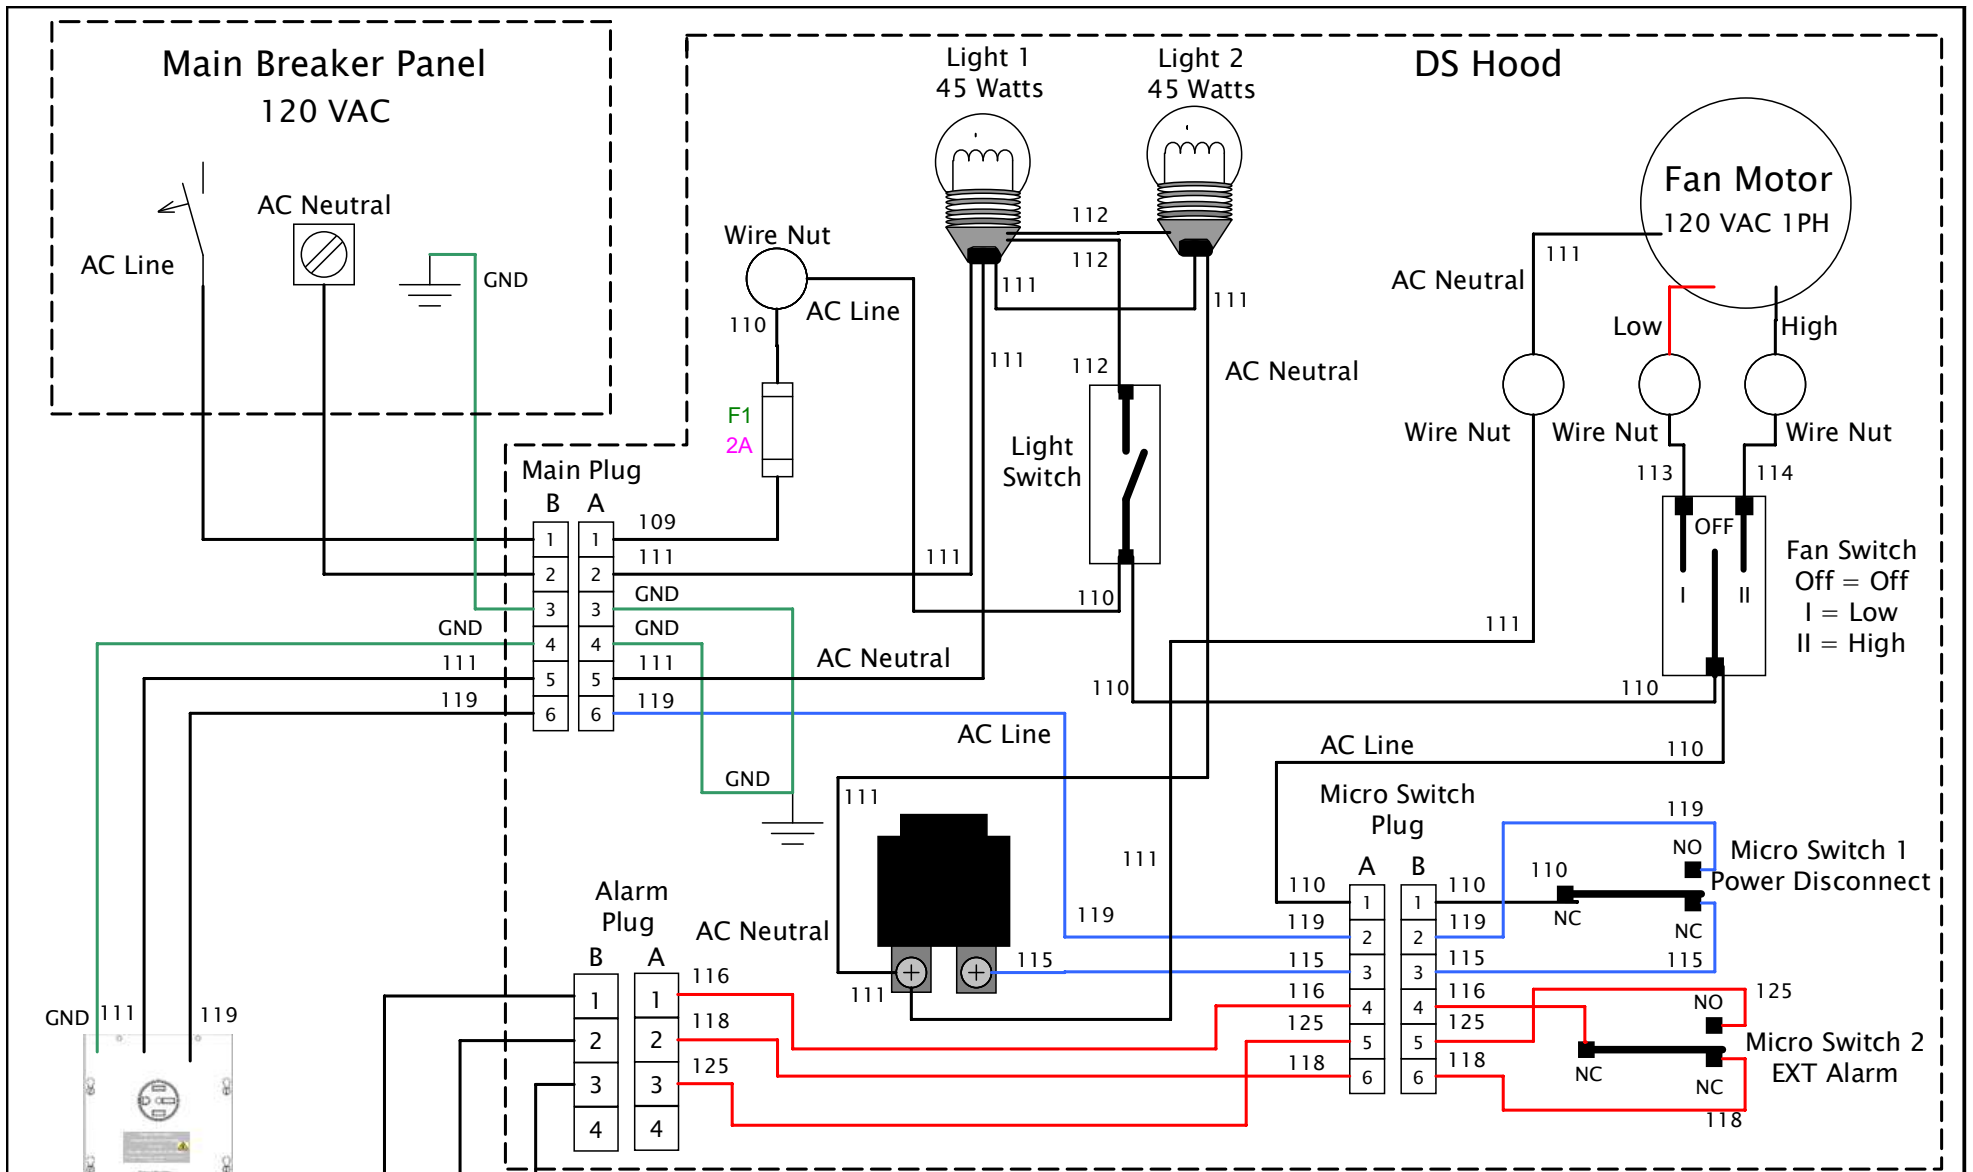 Main Breaker Panel
120 VAC
AC Line
AC Neutral
GND
DS Hood
Light 1
45 Watts
Light 2
45 Watts
Fan Motor
120 VAC 1PH
Wire Nut
AC Line
110
F1
2A
112
112
111
111
111
112
AC Neutral
Light
Switch
110
110
AC Neutral
111
Low
High
Wire Nut
Wire Nut
Wire Nut
113
114
OFF
I
II
Fan Switch
Off = Off
I = Low
II = High
111
110
Main Plug
B
A
1
1
109
2
2
111
111
3
3
GND
GND
4
4
GND
111
5
5
111
AC Neutral
119
6
6
119
AC Line
GND
AC Line
110
111
111
119
AC Neutral
111
115
Micro Switch
Plug
A
B
110
1
1
110
119
2
2
119
115
3
3
115
116
4
4
116
125
5
5
125
118
6
6
118
119
NO
110
NC
NC
115
Micro Switch 1
Power Disconnect
125
NO
NC
NC
118
Micro Switch 2
EXT Alarm
Alarm
Plug
B
A
1
1
116
2
2
118
3
3
125
4
4
GND
111
119